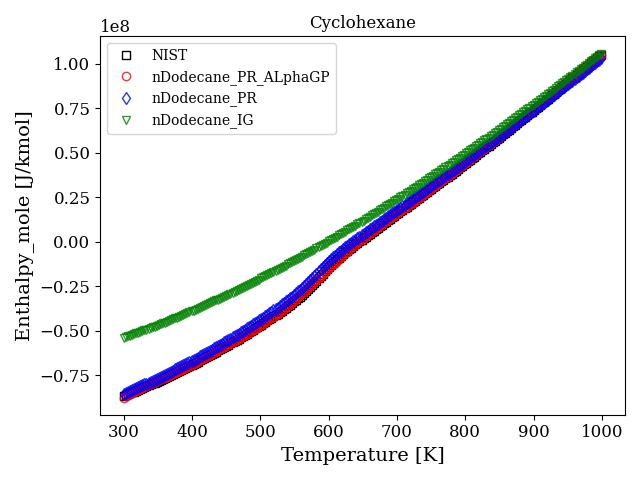 Cyclohexane
1e8
NIST
nDodecane_PR_ALphaGP
nDodecane_PR
nDodecane_IG
1.00
0.75
0.50
0.25
0.00
−0.25
−0.50
−0.75
Enthalpy_mole [J/kmol]
300 400 500 600 700 800 900 1000
Temperature [K]